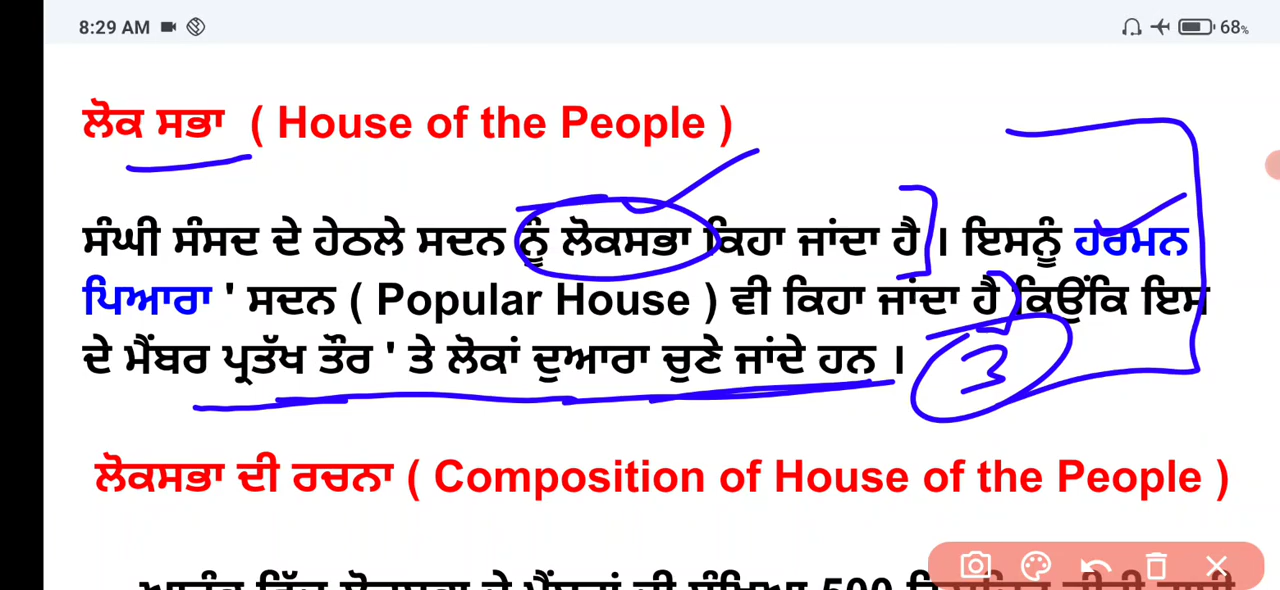 8:29 AM 68%
ਲੋਕ ਸਭਾ ( House of the People )
ਸੰਘੀ ਸੰਸਦ ਦੇ ਹੇਠਲੇ ਸਦਨ ਨੂੰ ਲੋਕਸਭਾ ਕਿਹਾ ਜਾਂਦਾ ਹੈ । ਇਸਨੂੰ ਹਰਮਨ
ਪਿਆਰਾ ' ਸਦਨ ( Popular House ) ਵੀ ਕਿਹਾ ਜਾਂਦਾ ਹੈ ਕਿਉਂਕਿ ਇਸ
ਦੇ ਮੈਂਬਰ ਪ੍ਰਤੱਖ ਤੌਰ ' ਤੇ ਲੋਕਾਂ ਦੁਆਰਾ ਚੁਣੇ ਜਾਂਦੇ ਹਨ । 3
ਲੋਕਸਭਾ ਦੀ ਰਚਨਾ ( Composition of House of the People )
500